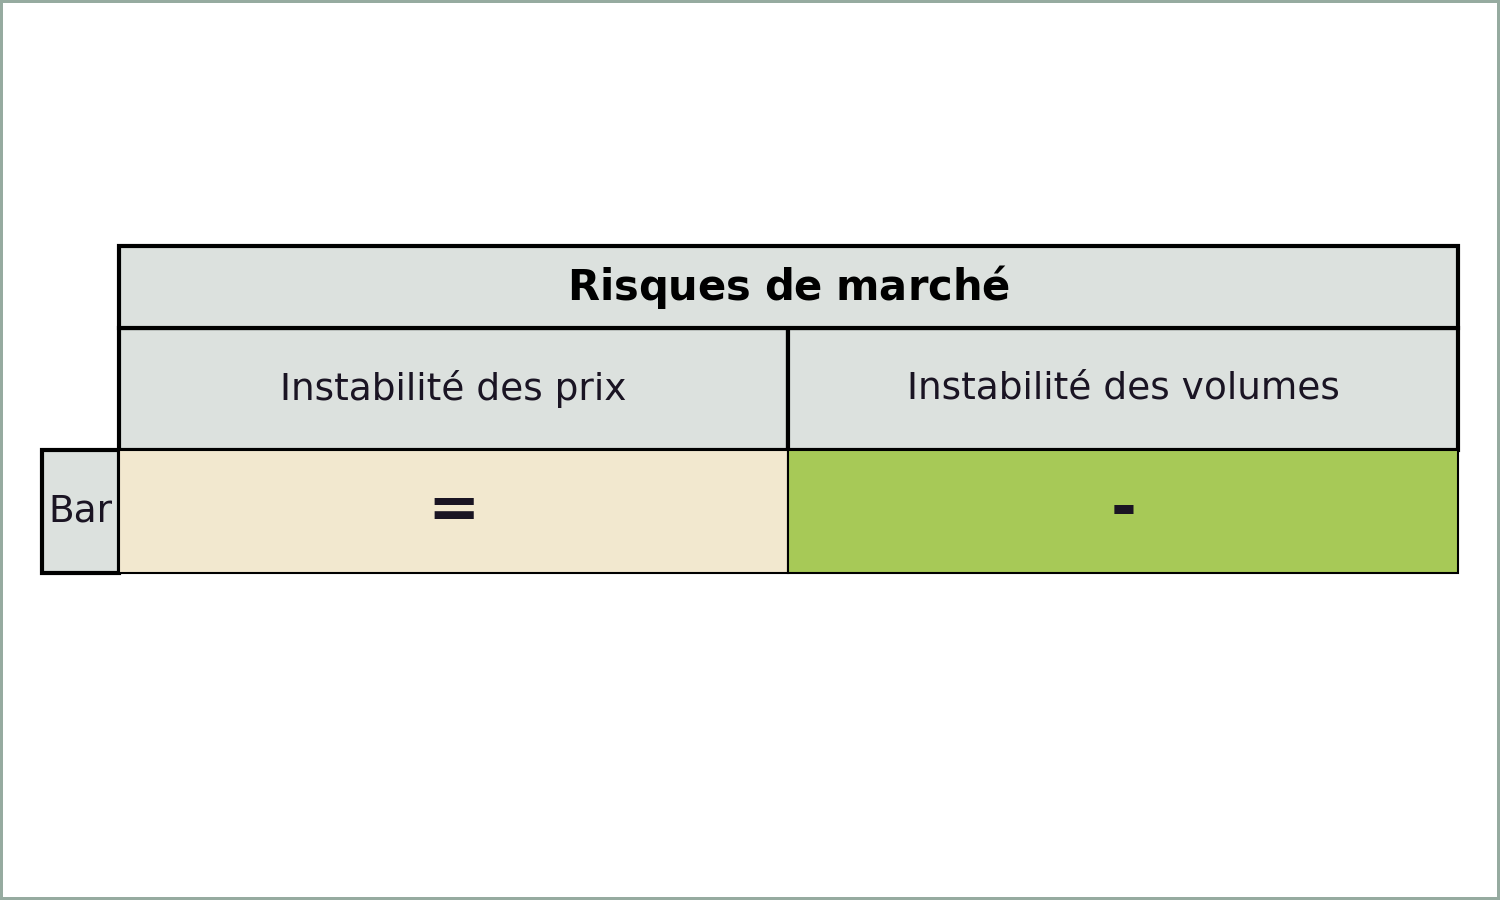 Risques de marché
Instabilité des prix
Instabilité des volumes
Bar
=
-